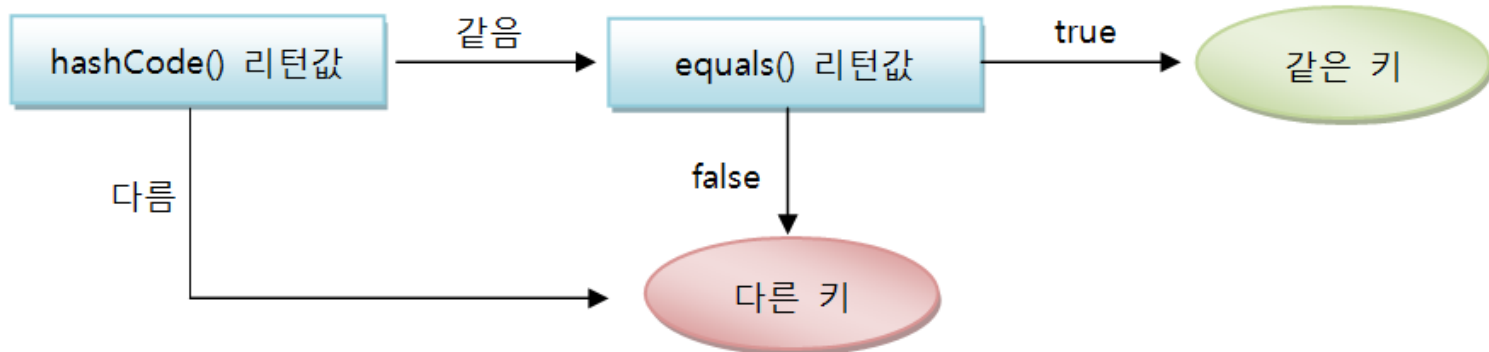 hashCode() 리턴값
같음
equals() 리턴값
true
같은 키
다름
false
다른 키